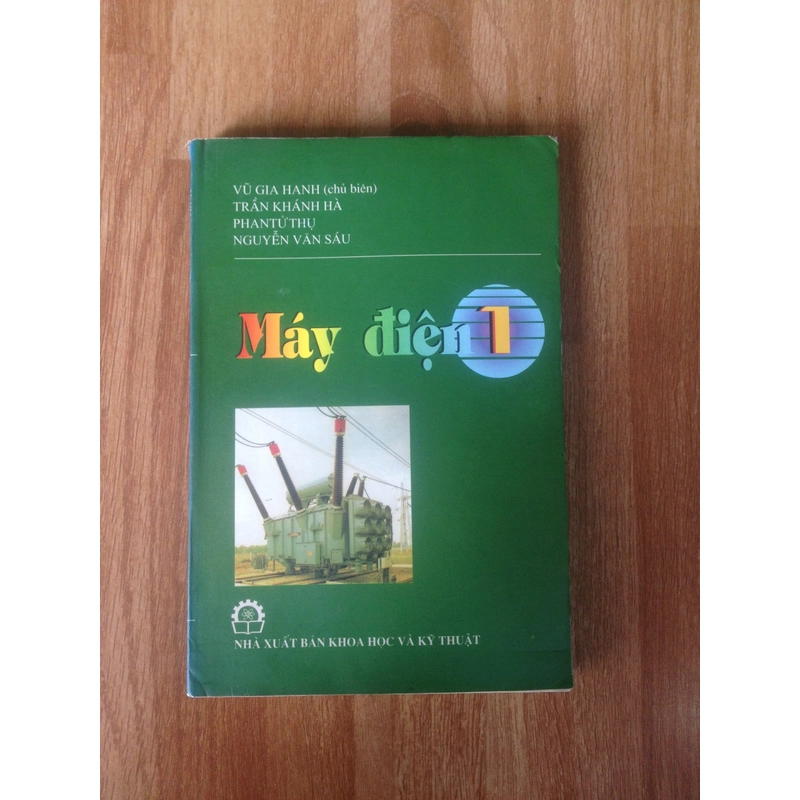 VŨ GIA HANH (chủ biên)
TRẦN KHÁNH HÀ
PHAN TỬ THỤ
NGUYỄN VĂN SÁU
Máy điện 1
NHÀ XUẤT BẢN KHOA HỌC VÀ KỸ THUẬT